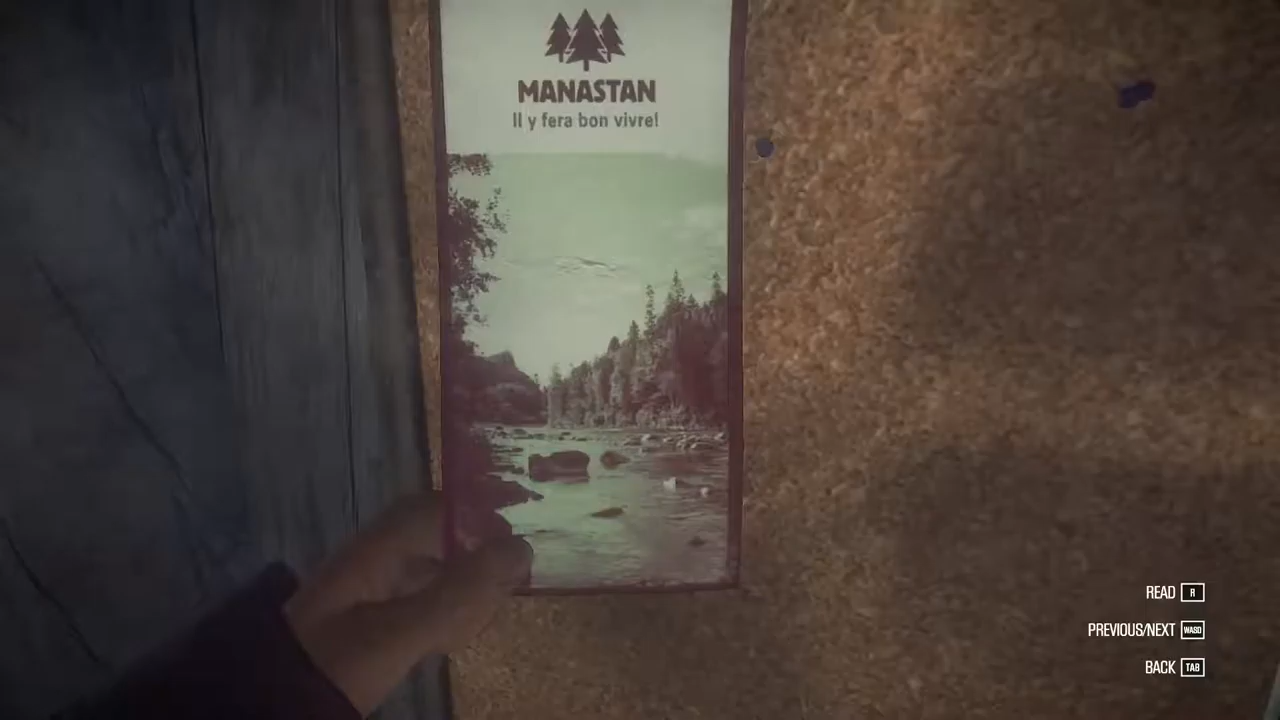 MANASTAN
Il y fera bon vivre!
READ R
PREVIOUS/NEXT WASD
BACK TAB